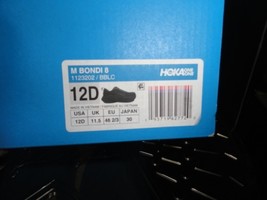 M BONDI 8
1123202 / BBLC
HOKA
12D
USA UK EU JAPAN
12D 11.5 46 2/3 30